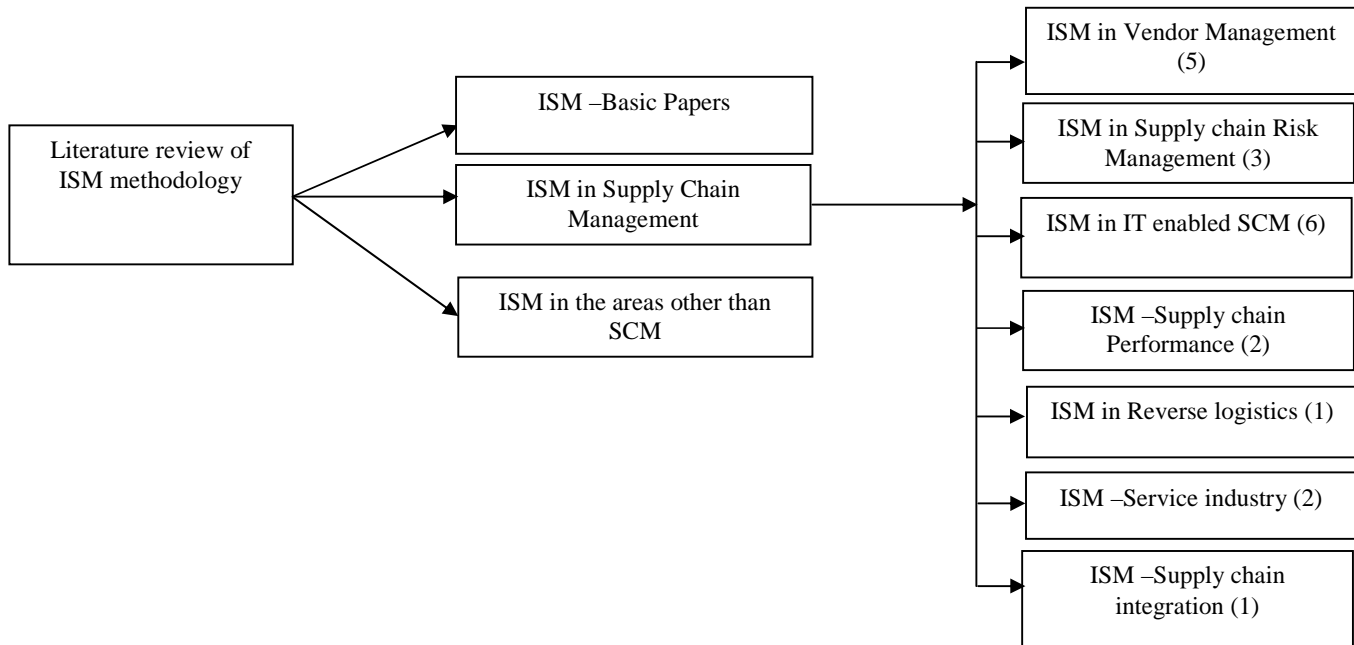 Literature review of
ISM methodology
ISM –Basic Papers
ISM in Supply Chain
Management
ISM in the areas other than
SCM
ISM in Vendor Management
(5)
ISM in Supply chain Risk
Management (3)
ISM in IT enabled SCM (6)
ISM –Supply chain
Performance (2)
ISM in Reverse logistics (1)
ISM –Service industry (2)
ISM –Supply chain
integration (1)